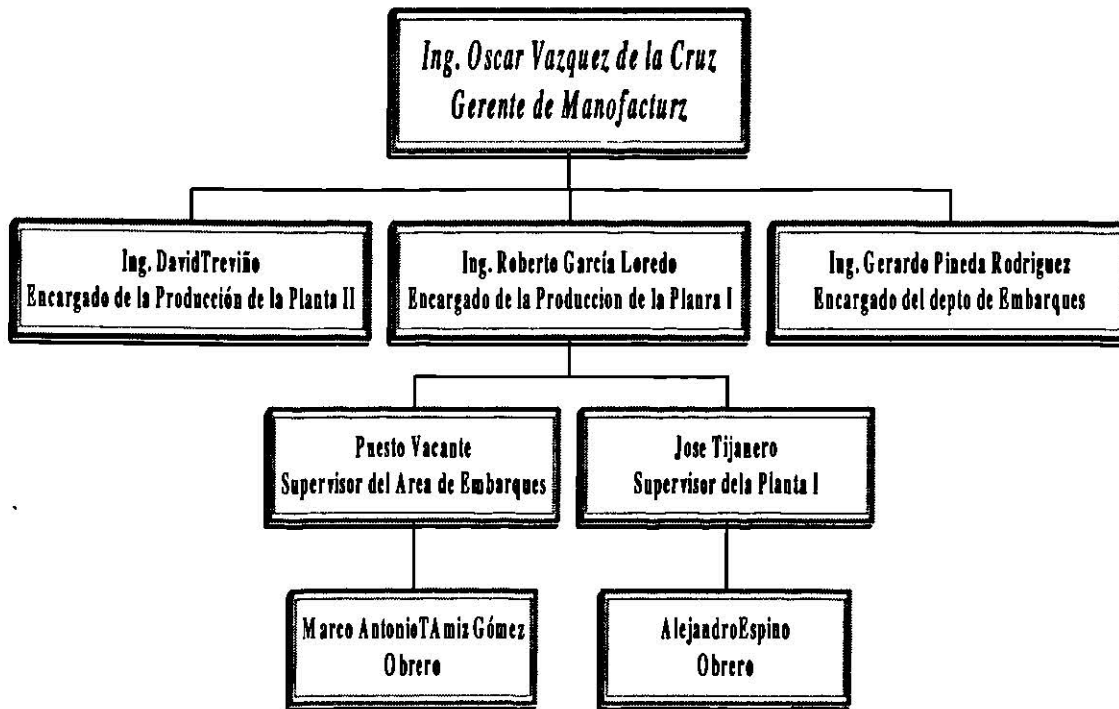 Ing. Oscar Vazquez de la Cruz
Gerente de Manofacturz
Ing. DavidTreviño
Encargado de la Producción de la Planta II
Ing. Roberto García Loredo
Encargado de la Produccion de la Planra I
Ing. Gerardo Pineda Rodriguez
Encargado del depto de Embarques
Puesto Vacante
Supervisor del Area de Embarques
Jose Tijanero
Supervisor dela Planta I
Marco AntonioTAmiz Gómez
Obrero
AlejandroEspino
Obrero